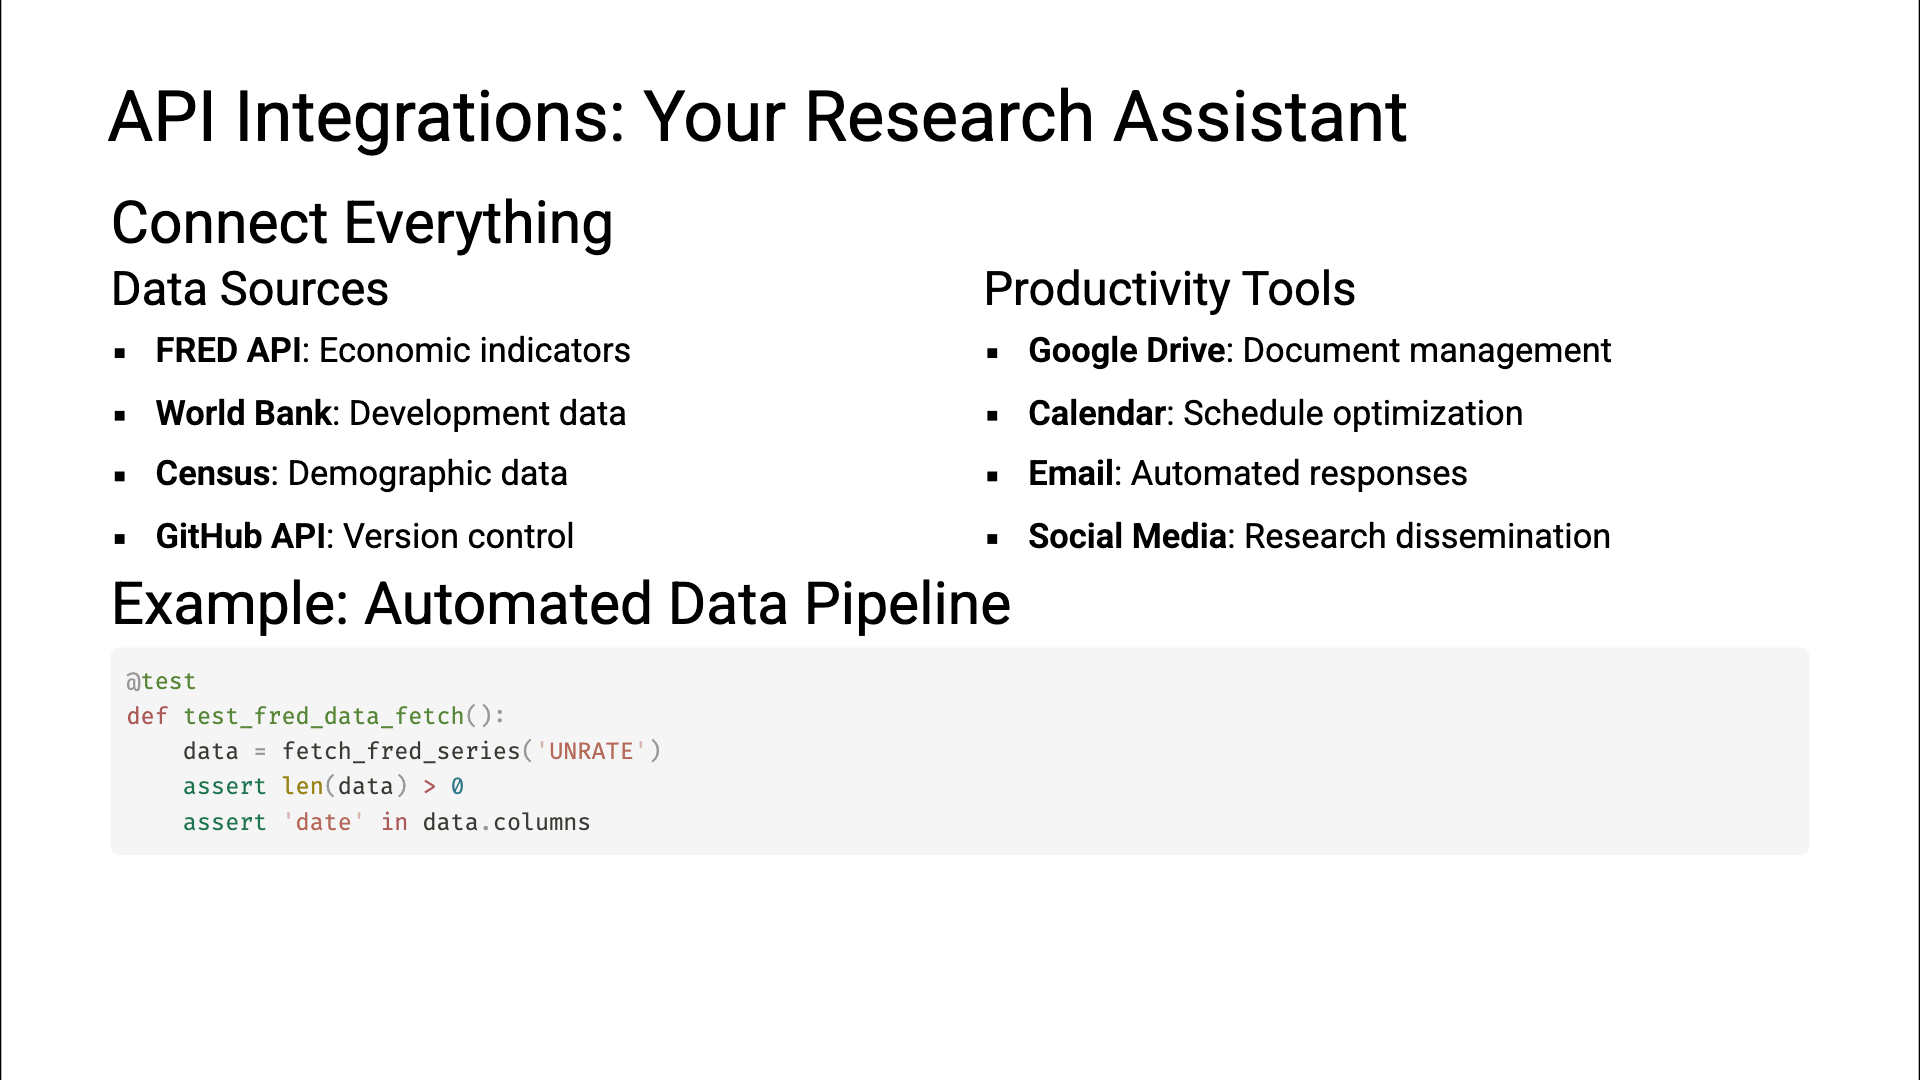 API Integrations: Your Research Assistant
Connect Everything
Data Sources
▪ FRED API: Economic indicators
▪ World Bank: Development data
▪ Census: Demographic data
▪ GitHub API: Version control
Productivity Tools
▪ Google Drive: Document management
▪ Calendar: Schedule optimization
▪ Email: Automated responses
▪ Social Media: Research dissemination
Example: Automated Data Pipeline
@test
def test_fred_data_fetch():
    data = fetch_fred_series('UNRATE')
    assert len(data) > 0
    assert 'date' in data.columns